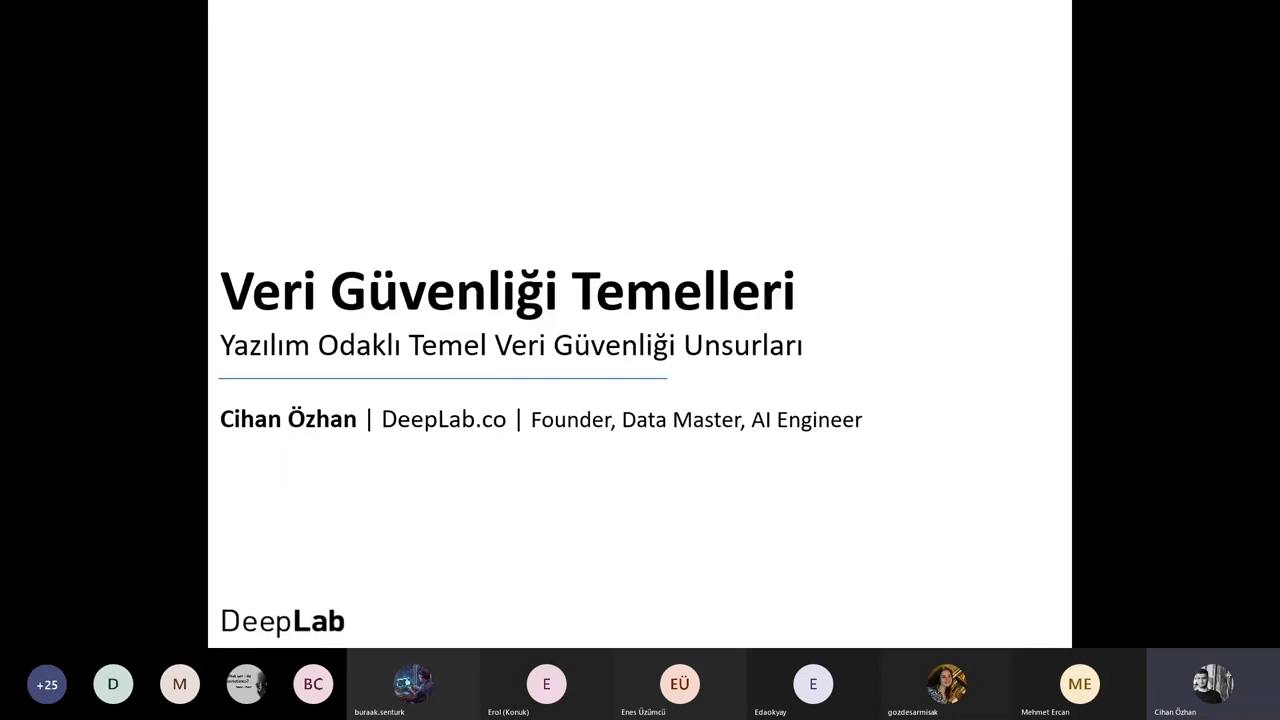 Veri Güvenliği Temelleri
Yazılım Odaklı Temel Veri Güvenliği Unsurları
Cihan Özhan | DeepLab.co | Founder, Data Master, AI Engineer
DeepLab
+25
D
M
BC
E
EÜ
E
ME
buraak.senturk
Erol (Konuk)
Enes Üzümcü
Edaokyay
gozdesarmisak
Mehmet Ercan
Cihan Özhan